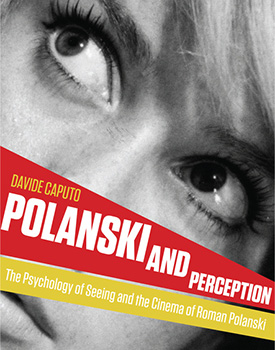 DAVIDE CAPUTO
POLANSKI AND PERCEPTION
The Psychology of Seeing and the Cinema of Roman Polanski